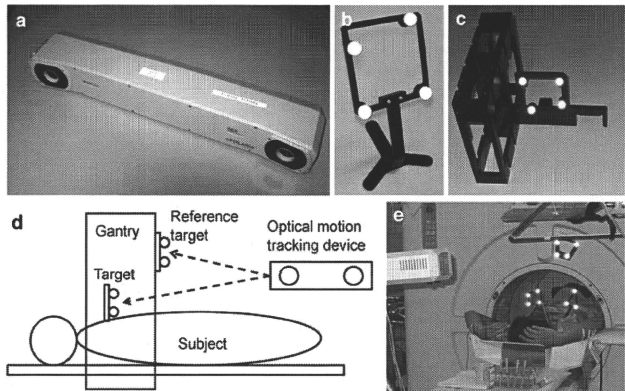 a
b
c
d
Gantry
Reference
target
Optical motion
tracking device
Target
Subject
e